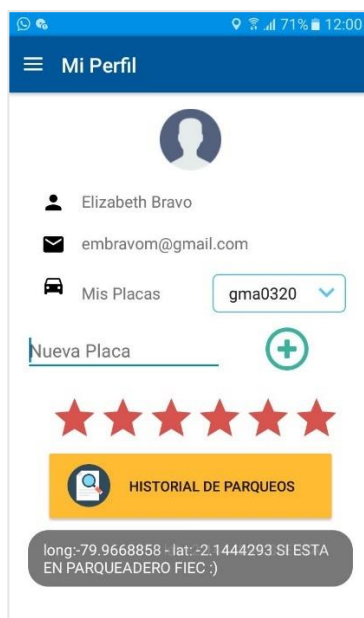 71% 12:00
Mi Perfil
Elizabeth Bravo
embravom@gmail.com
Mis Placas gma0320
Nueva Placa
HISTORIAL DE PARQUEOS
long:-79.9668858 - lat: -2.1444293 SI ESTA
EN PARQUEADERO FIEC :)